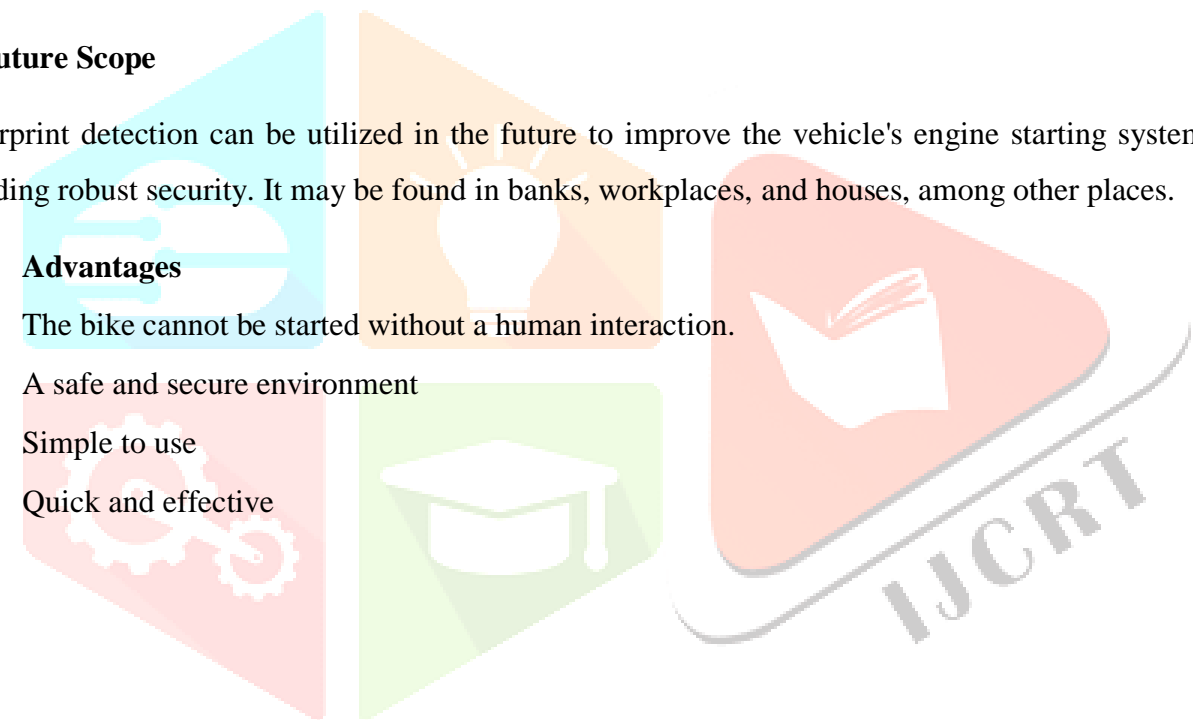 uture Scope
rprint detection can be utilized in the future to improve the vehicle's engine starting system
ding robust security. It may be found in banks, workplaces, and houses, among other places.
Advantages
The bike cannot be started without a human interaction.
A safe and secure environment
Simple to use
Quick and effective
IJCRT